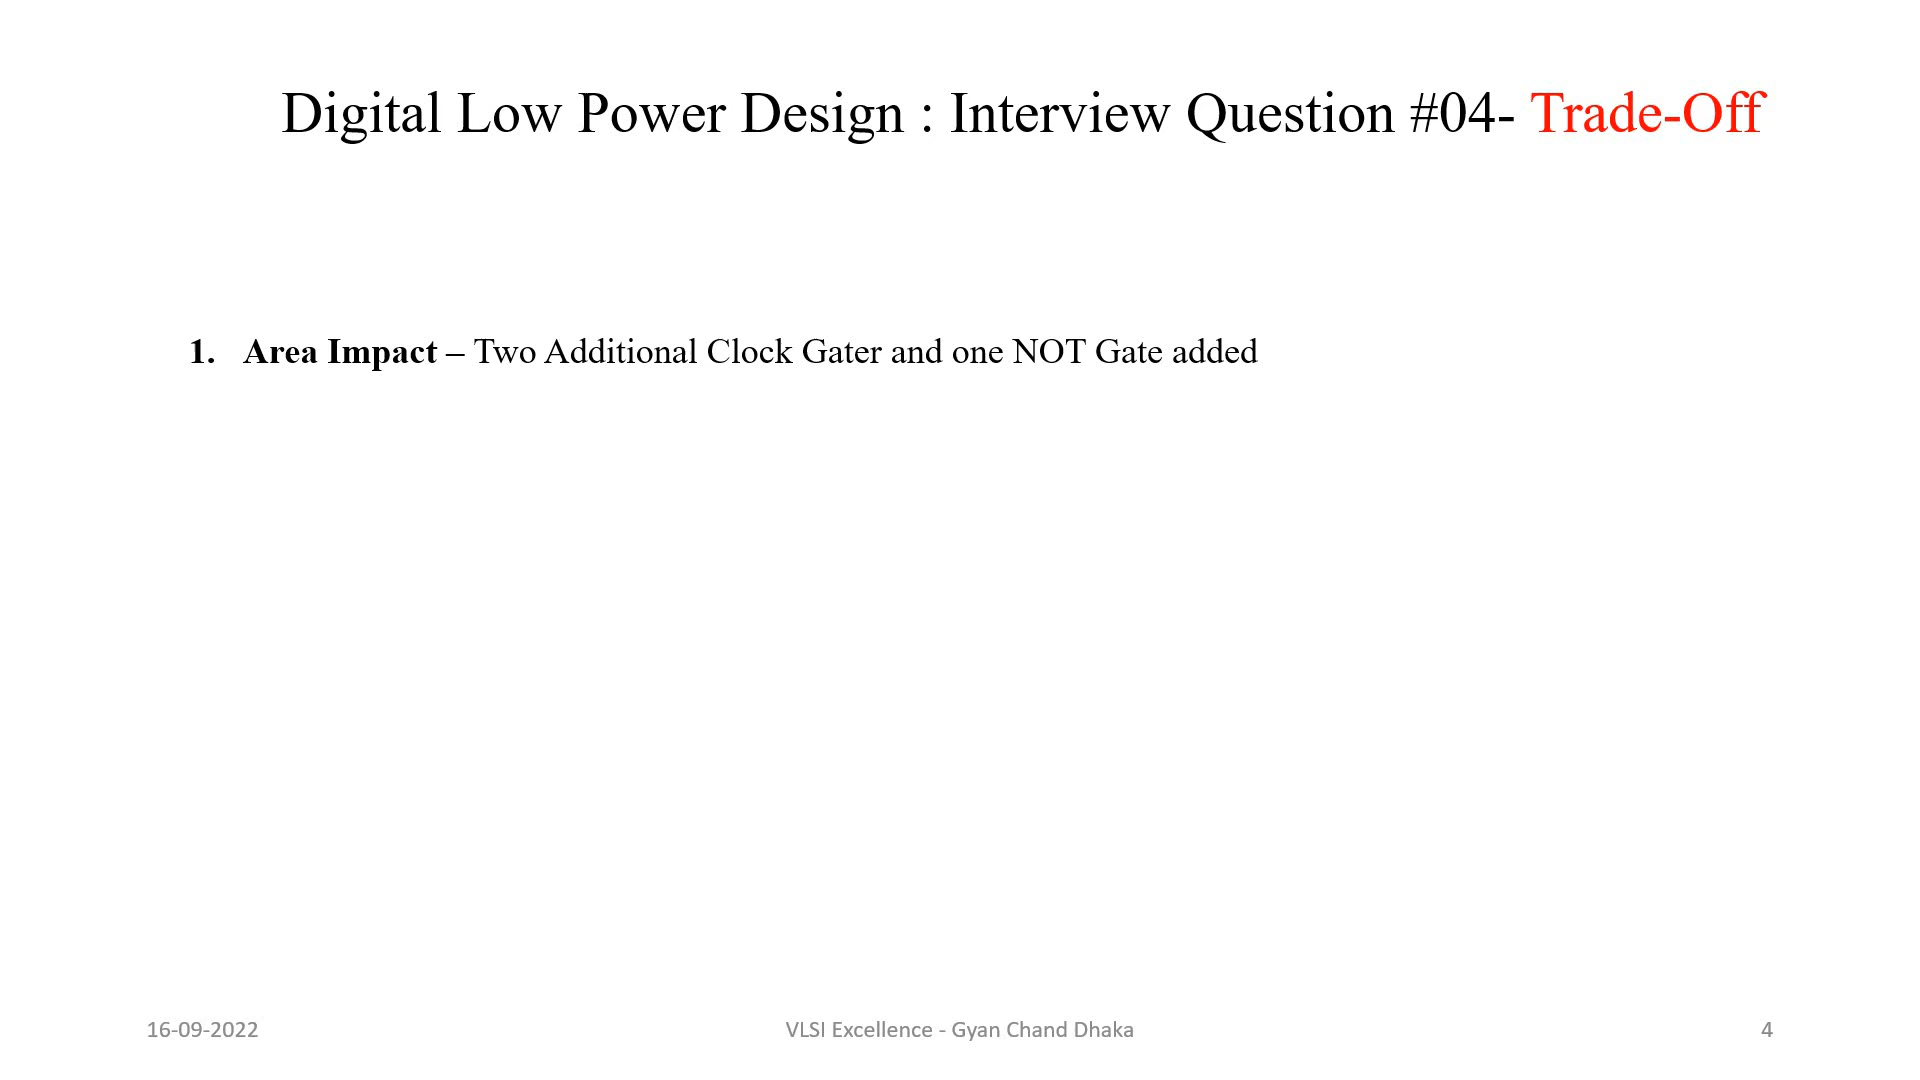 Digital Low Power Design : Interview Question #04- Trade-Off
1. Area Impact – Two Additional Clock Gater and one NOT Gate added
16-09-2022
VLSI Excellence - Gyan Chand Dhaka
4